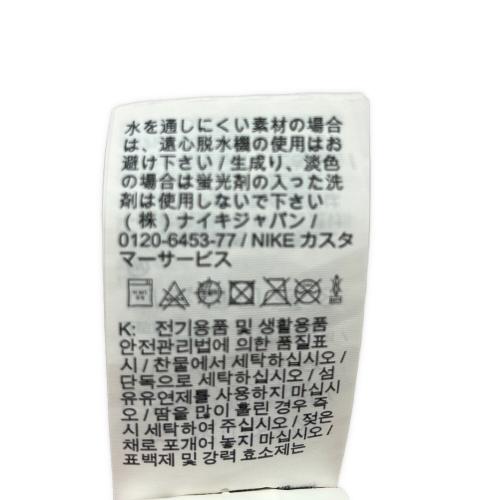 水を通しにくい素材の場合
は、遠心脱水機の使用はお
避け下さい / 生成り、淡色
の場合は蛍光剤の入った洗
剤は使用しないで下さい
(株) ナイキジャパン /
0120-6453-77 / NIKE カスタ
マーサービス
K: 전기용품 및 생활용품
안전관리법에 의한 품질표
시 / 찬물에서 세탁하십시오 /
단독으로 세탁하십시오 / 섬
유유연제를 사용하지 마십시
오 / 땀을 많이 흘린 경우 즉
시 세탁하여 주십시오 / 젖은
채로 포개어 놓지 마십시오 /
표백제 및 강력 효소제는